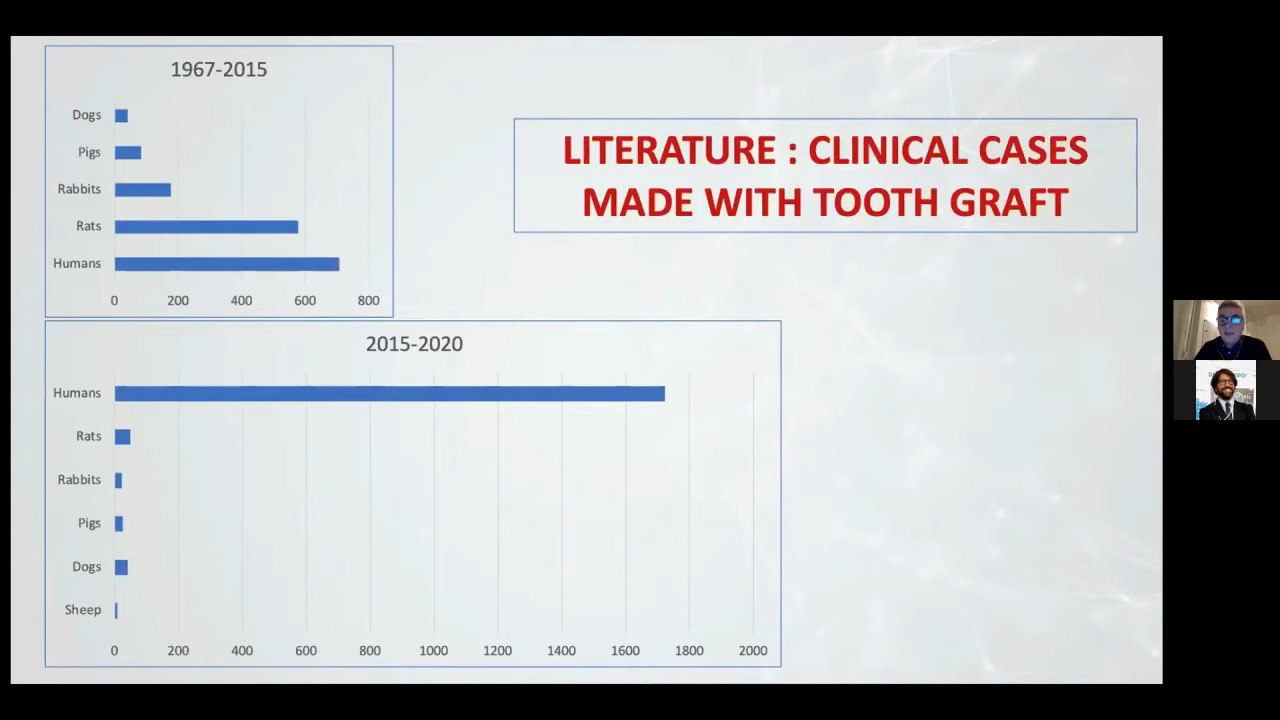 1967-2015
Dogs
Pigs
Rabbits
Rats
Humans
0 200 400 600 800
LITERATURE : CLINICAL CASES
MADE WITH TOOTH GRAFT
2015-2020
Humans
Rats
Rabbits
Pigs
Dogs
Sheep
0 200 400 600 800 1000 1200 1400 1600 1800 2000